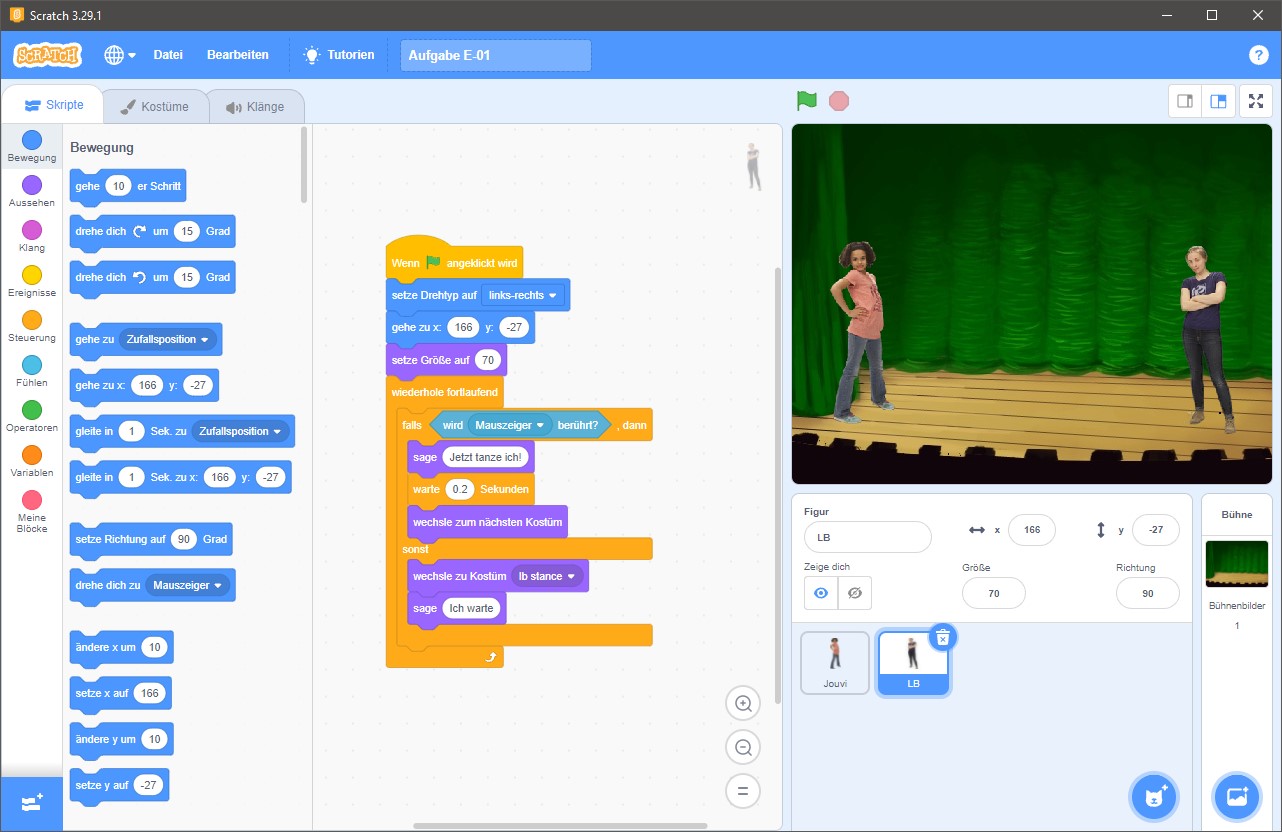 Scratch 3.29.1
SCRATCH
Datei
Bearbeiten
Tutorien
Aufgabe E-01
?
Skripte
Kostüme
Klänge
Bewegung
Aussehen
Klang
Ereignisse
Steuerung
Fühlen
Operatoren
Variablen
Meine
Blöcke
Bewegung
gehe 10 er Schritt
drehe dich um 15 Grad
drehe dich um 15 Grad
gehe zu Zufallsposition
gehe zu x: 166 y: -27
gleite in 1 Sek. zu Zufallsposition
gleite in 1 Sek. zu x: 166 y: -27
setze Richtung auf 90 Grad
drehe dich zu Mauszeiger
ändere x um 10
setze x auf 166
ändere y um 10
setze y auf -27
Wenn angeklickt wird
setze Drehtyp auf links-rechts
gehe zu x: 166 y: -27
setze Größe auf 70
wiederhole fortlaufend
falls wird Mauszeiger berührt? , dann
sage Jetzt tanze ich!
warte 0.2 Sekunden
wechsle zum nächsten Kostüm
sonst
wechsle zu Kostüm lb stance
sage Ich warte
Figur
LB
x 166
y -27
Zeige dich
Größe
70
Richtung
90
Jouvi
LB
Bühne
Bühnenbilder
1